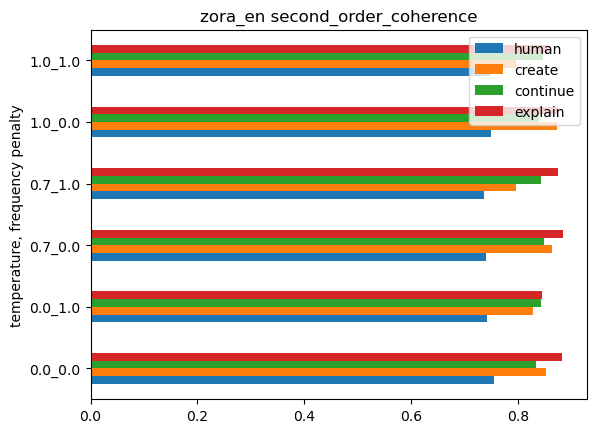 zora_en second_order_coherence
temperature, frequency penalty
1.0_1.0
1.0_0.0
0.7_1.0
0.7_0.0
0.0_1.0
0.0_0.0
human
create
continue
explain
0.0
0.2
0.4
0.6
0.8